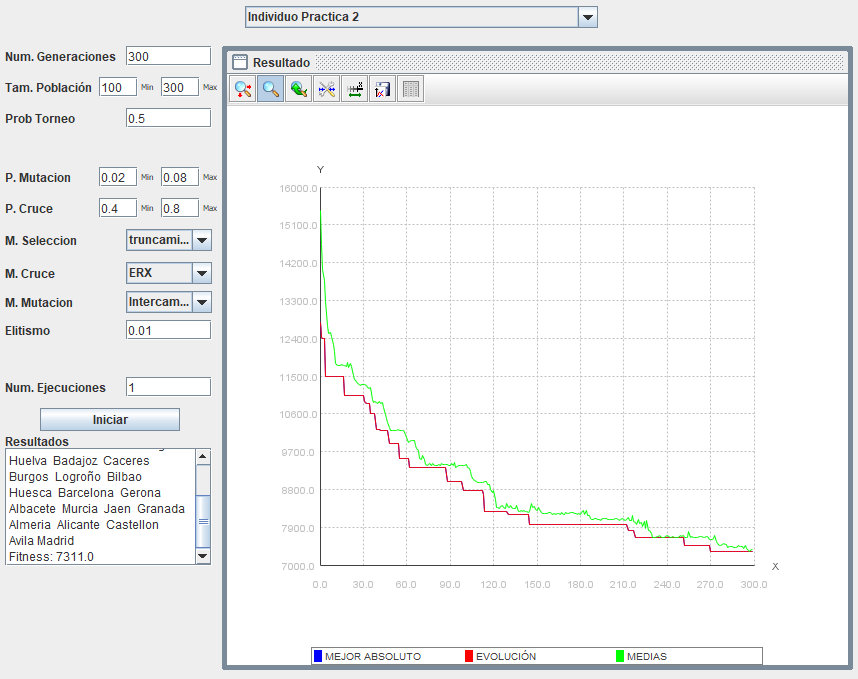 Individuo Practica 2
Num. Generaciones 300
Tam. Población 100 Min 300 Max
Prob Torneo 0.5
P. Mutacion 0.02 Min 0.08 Max
P. Cruce 0.4 Min 0.8 Max
M. Seleccion truncami...
M. Cruce ERX
M. Mutacion Intercam...
Elitismo 0.01
Num. Ejecuciones 1
Iniciar
Resultados
Huelva Badajoz Caceres
Burgos Logroño Bilbao
Huesca Barcelona Gerona
Albacete Murcia Jaen Granada
Almeria Alicante Castellon
Avila Madrid
Fitness: 7311.0
Resultado
Y
16000.0
15100.0
14200.0
13300.0
12400.0
11500.0
10600.0
9700.0
8800.0
7900.0
7000.0
X
0.0 30.0 60.0 90.0 120.0 150.0 180.0 210.0 240.0 270.0 300.0
MEJOR ABSOLUTO EVOLUCIÓN MEDIAS